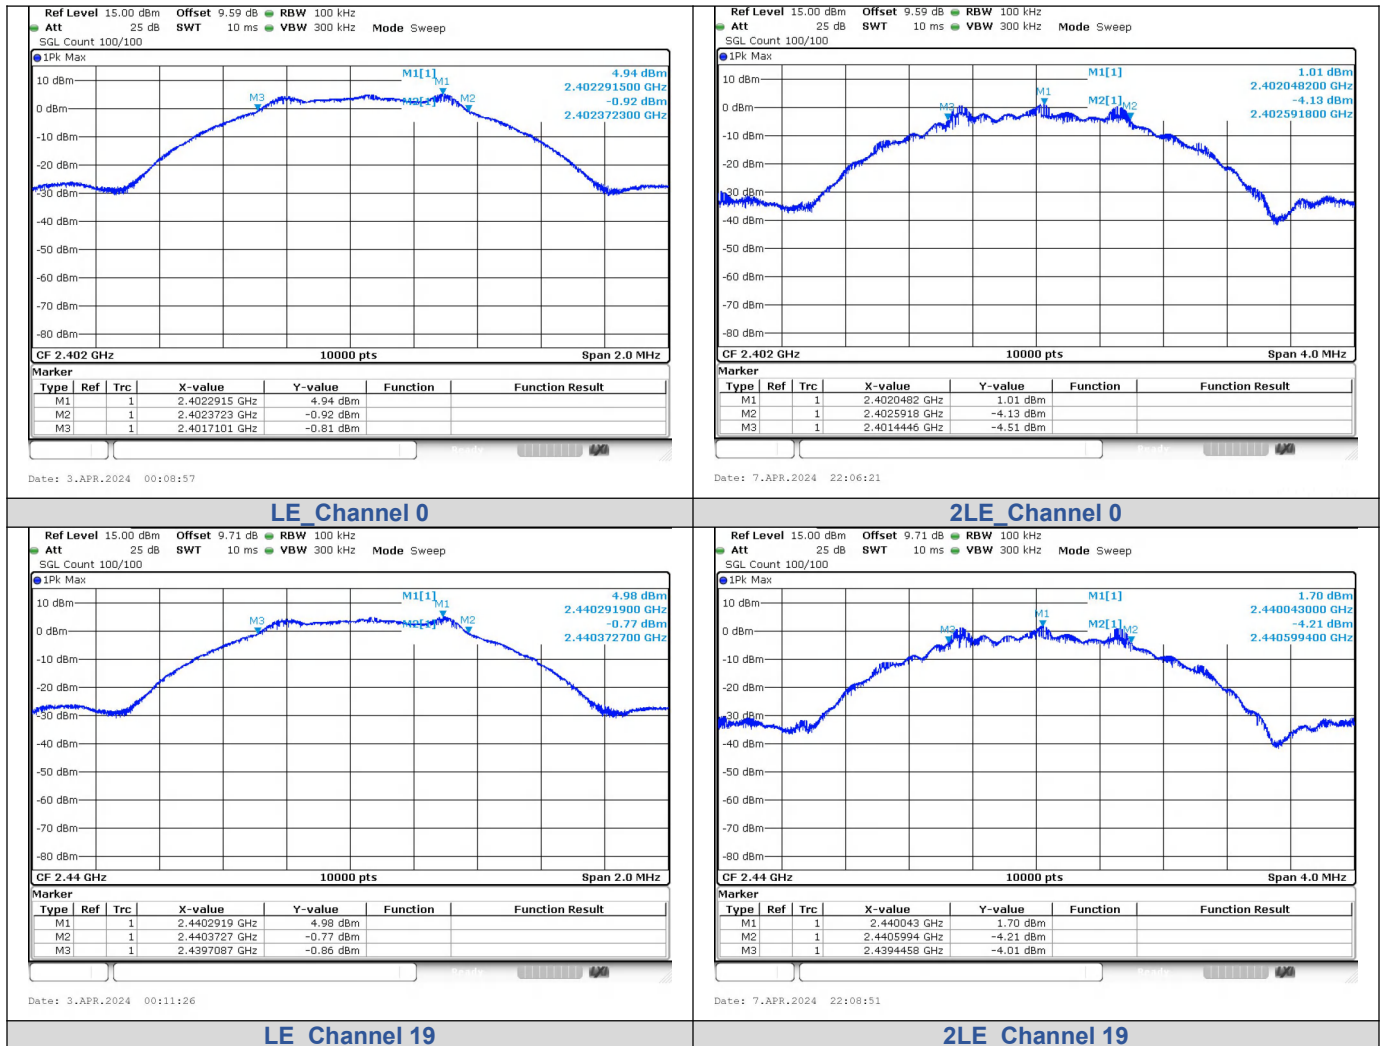 Ref Level 15.00 dBm Offset 9.59 dB RBW 100 kHz
Att 25 dB SWT 10 ms VBW 300 kHz Mode Sweep
SGL Count 100/100
1Pk Max
M1[1] 4.94 dBm
2.402291500 GHz
M2[1] -0.92 dBm
2.402372300 GHz
M1
M2
M3
10 dBm
0 dBm
-10 dBm
-20 dBm
-30 dBm
-40 dBm
-50 dBm
-60 dBm
-70 dBm
-80 dBm
CF 2.402 GHz 10000 pts Span 2.0 MHz
Marker
Type Ref Trc X-value Y-value Function Function Result
M1 1 2.4022915 GHz 4.94 dBm
M2 1 2.4023723 GHz -0.92 dBm
M3 1 2.4017101 GHz -0.81 dBm
Date: 3.APR.2024 00:08:57
LE_Channel 0
Ref Level 15.00 dBm Offset 9.59 dB RBW 100 kHz
Att 25 dB SWT 10 ms VBW 300 kHz Mode Sweep
SGL Count 100/100
1Pk Max
M1[1] 1.01 dBm
2.402048200 GHz
M2[1] -4.13 dBm
2.402591800 GHz
M1
M2
M3
10 dBm
0 dBm
-10 dBm
-20 dBm
-30 dBm
-40 dBm
-50 dBm
-60 dBm
-70 dBm
-80 dBm
CF 2.402 GHz 10000 pts Span 4.0 MHz
Marker
Type Ref Trc X-value Y-value Function Function Result
M1 1 2.4020482 GHz 1.01 dBm
M2 1 2.4025918 GHz -4.13 dBm
M3 1 2.4014446 GHz -4.51 dBm
Ready
Date: 7.APR.2024 22:06:21
2LE_Channel 0
Ref Level 15.00 dBm Offset 9.71 dB RBW 100 kHz
Att 25 dB SWT 10 ms VBW 300 kHz Mode Sweep
SGL Count 100/100
1Pk Max
M1[1] 4.98 dBm
2.440291900 GHz
M2[1] -0.77 dBm
2.440372700 GHz
M1
M2
M3
10 dBm
0 dBm
-10 dBm
-20 dBm
-30 dBm
-40 dBm
-50 dBm
-60 dBm
-70 dBm
-80 dBm
CF 2.44 GHz 10000 pts Span 2.0 MHz
Marker
Type Ref Trc X-value Y-value Function Function Result
M1 1 2.4402919 GHz 4.98 dBm
M2 1 2.4403727 GHz -0.77 dBm
M3 1 2.4397087 GHz -0.86 dBm
Date: 3.APR.2024 00:11:26
LE_Channel 19
Ref Level 15.00 dBm Offset 9.71 dB RBW 100 kHz
Att 25 dB SWT 10 ms VBW 300 kHz Mode Sweep
SGL Count 100/100
1Pk Max
M1[1] 1.70 dBm
2.440043000 GHz
M2[1] -4.21 dBm
2.440599400 GHz
M1
M2
M3
10 dBm
0 dBm
-10 dBm
-20 dBm
-30 dBm
-40 dBm
-50 dBm
-60 dBm
-70 dBm
-80 dBm
CF 2.44 GHz 10000 pts Span 4.0 MHz
Marker
Type Ref Trc X-value Y-value Function Function Result
M1 1 2.440043 GHz 1.70 dBm
M2 1 2.4405994 GHz -4.21 dBm
M3 1 2.4394458 GHz -4.01 dBm
Ready
Date: 7.APR.2024 22:08:51
2LE_Channel 19